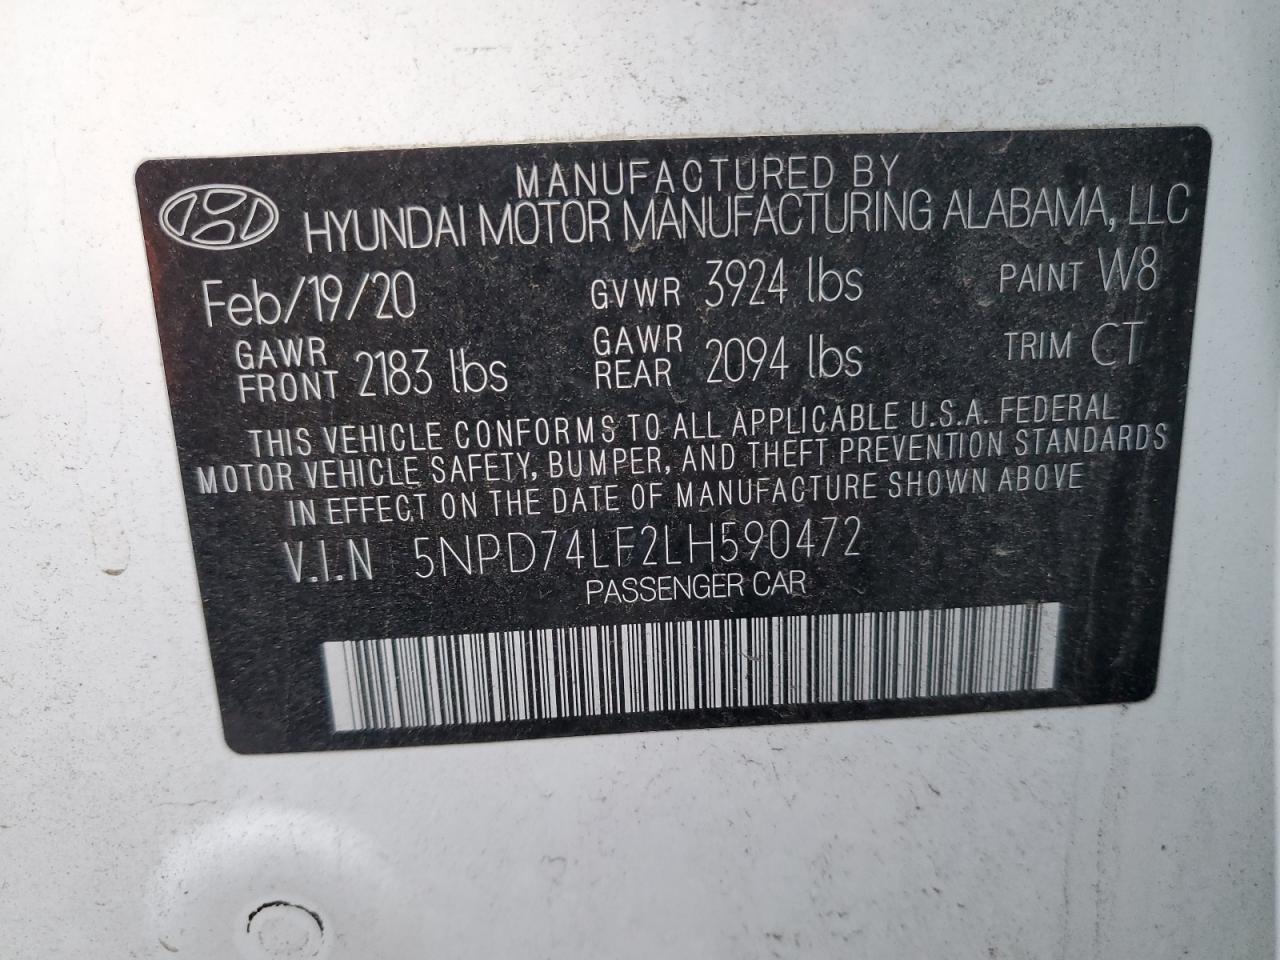 MANUFACTURED BY
HYUNDAI MOTOR MANUFACTURING ALABAMA, LLC
Feb/19/20 GVWR 3924 lbs PAINT W8
GAWR FRONT 2183 lbs GAWR REAR 2094 lbs TRIM CT
THIS VEHICLE CONFORMS TO ALL APPLICABLE U.S.A. FEDERAL
MOTOR VEHICLE SAFETY, BUMPER, AND THEFT PREVENTION STANDARDS
IN EFFECT ON THE DATE OF MANUFACTURE SHOWN ABOVE
V.I.N 5NPD74LF2LH590472
PASSENGER CAR